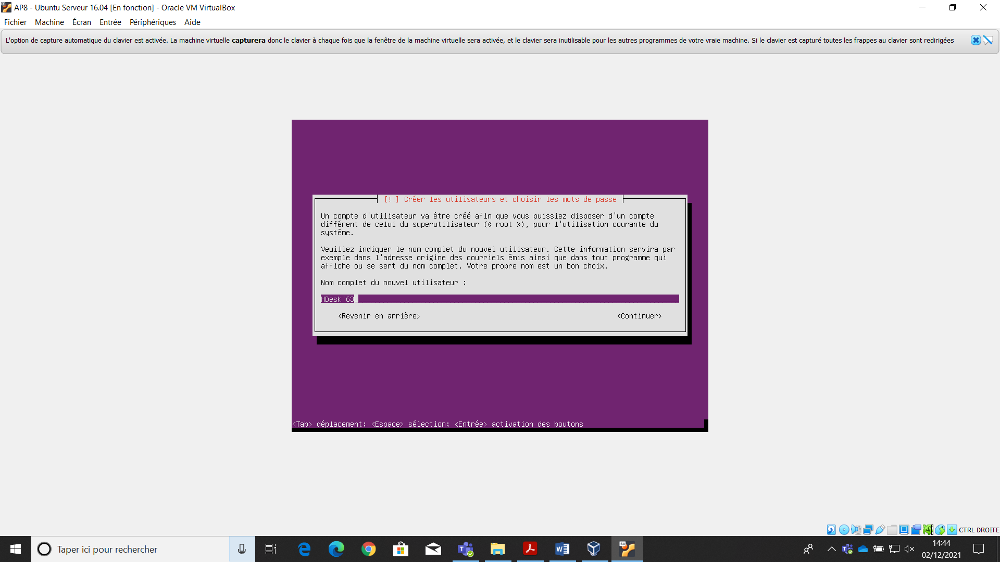 AP8 - Ubuntu Serveur 16.04 [En fonction] - Oracle VM VirtualBox
Fichier Machine Écran Entrée Périphériques Aide
L'option de capture automatique du clavier est activée. La machine virtuelle capturera donc le clavier à chaque fois que la fenêtre de la machine virtuelle sera activée, et le clavier sera inutilisable pour les autres programmes de votre vraie machine. Si le clavier est capturé toutes les frappes au clavier sont redirigées
[!!] Créer les utilisateurs et choisir les mots de passe
Un compte d'utilisateur va être créé afin que vous puissiez disposer d'un compte
différent de celui du superutilisateur (« root »), pour l'utilisation courante du
système.
Veuillez indiquer le nom complet du nouvel utilisateur. Cette information servira par
exemple dans l'adresse origine des courriels émis ainsi que dans tout programme qui
affiche ou se sert du nom complet. Votre propre nom est un bon choix.
Nom complet du nouvel utilisateur :
HDesk'63
<Revenir en arrière> <Continuer>
<Tab> déplacement; <Espace> sélection; <Entrée> activation des boutons
CTRL DROITE
Taper ici pour rechercher
14:44
02/12/2021